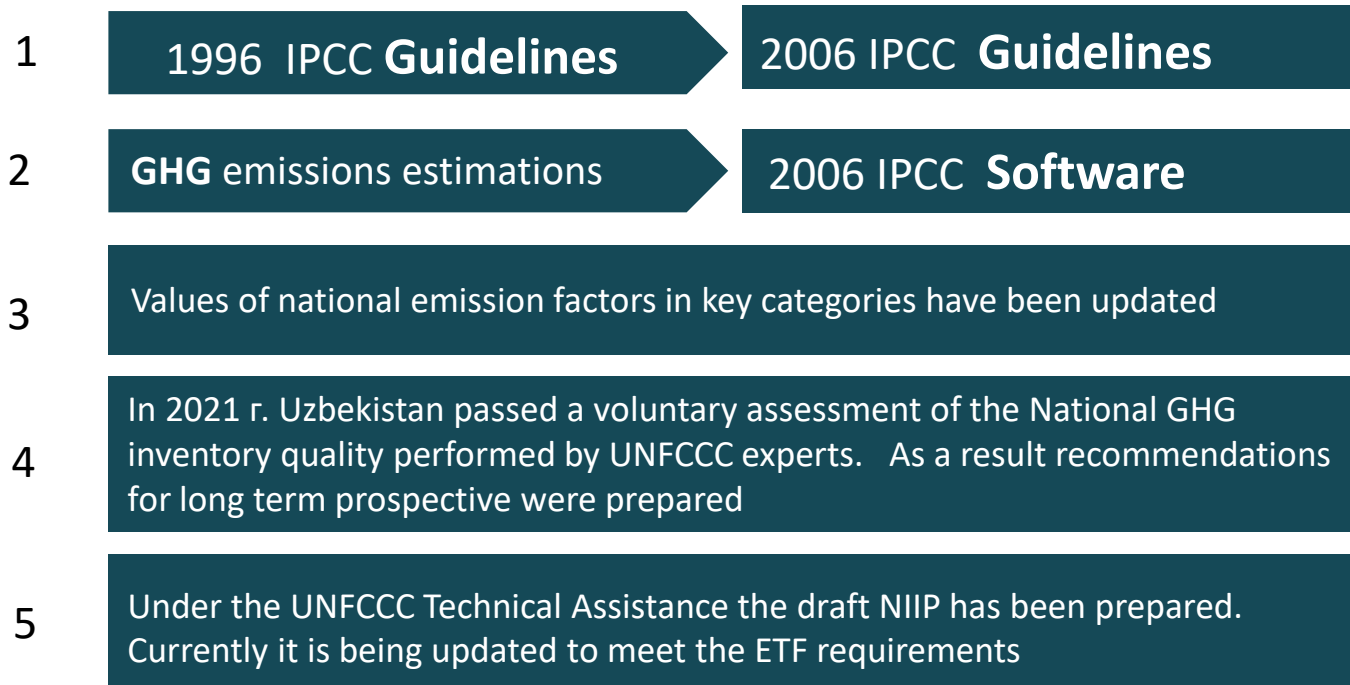 1
1996 IPCC Guidelines
2006 IPCC Guidelines
2
GHG emissions estimations
2006 IPCC Software
3
Values of national emission factors in key categories have been updated
4
In 2021 г. Uzbekistan passed a voluntary assessment of the National GHG
inventory quality performed by UNFCCC experts. As a result recommendations
for long term prospective were prepared
5
Under the UNFCCC Technical Assistance the draft NIIP has been prepared.
Currently it is being updated to meet the ETF requirements